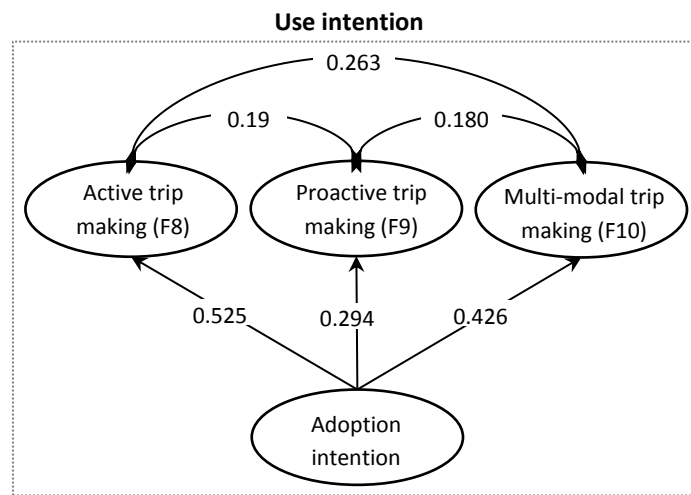 Use intention
0.263
0.19
0.180
Active trip
making (F8)
Proactive trip
making (F9)
Multi-modal trip
making (F10)
0.525
0.294
0.426
Adoption
intention